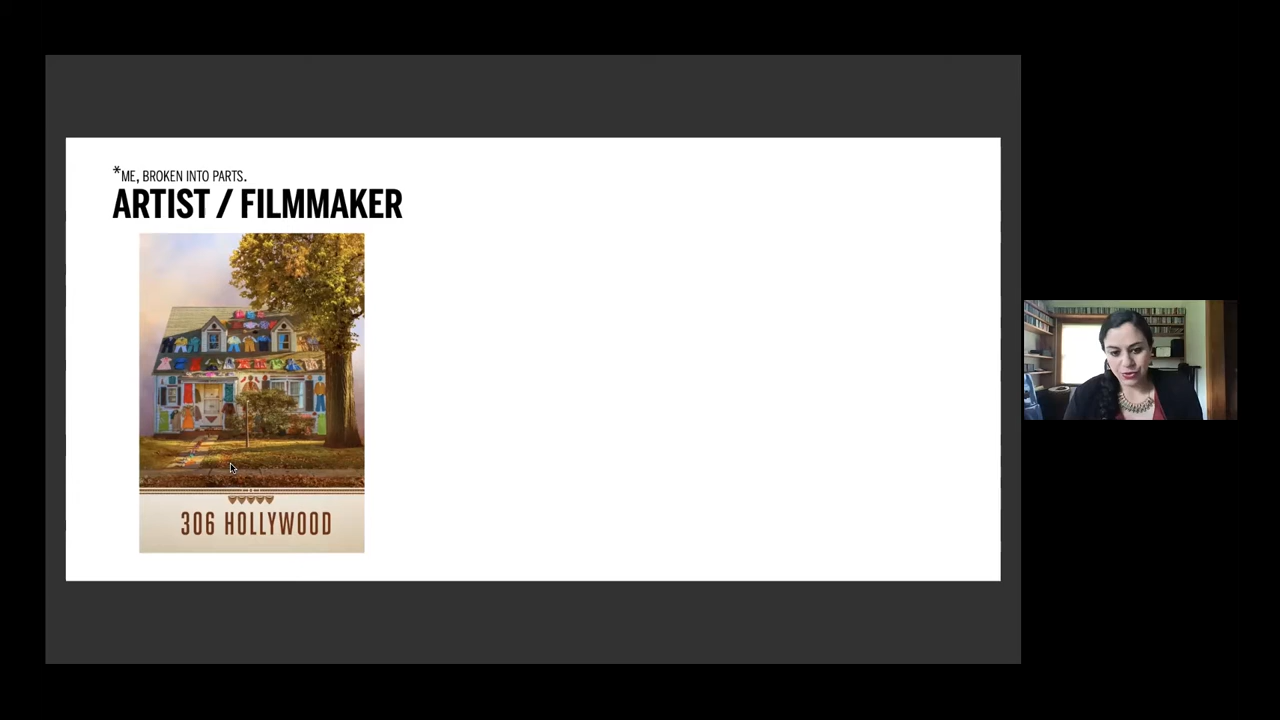 *ME, BROKEN INTO PARTS.
ARTIST / FILMMAKER
306 HOLLYWOOD